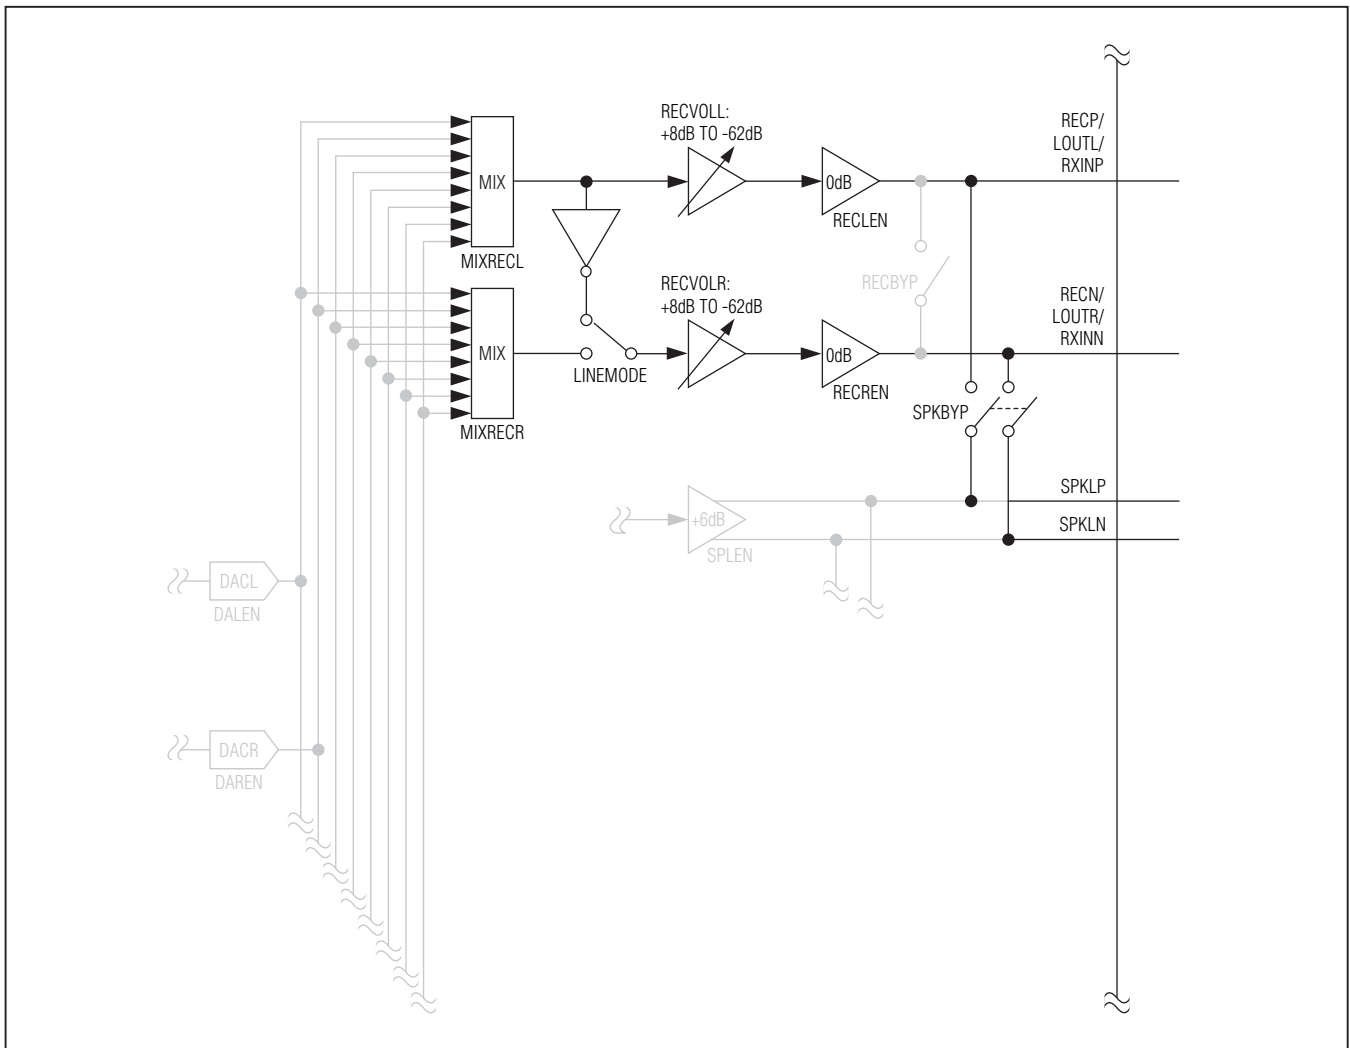 RECVOLL:
+8dB TO -62dB
RECP/
LOUTL/
RXINP
MIX
0dB
RECLEN
MIXRECL
RECVOLR:
+8dB TO -62dB
RECBYP
RECN/
LOUTR/
RXINN
MIX
0dB
LINEMODE
RECREN
SPKBYP
MIXRECR
SPKLP
+6dB
SPKLN
SPLEN
DACL
DALEN
DACR
DAREN